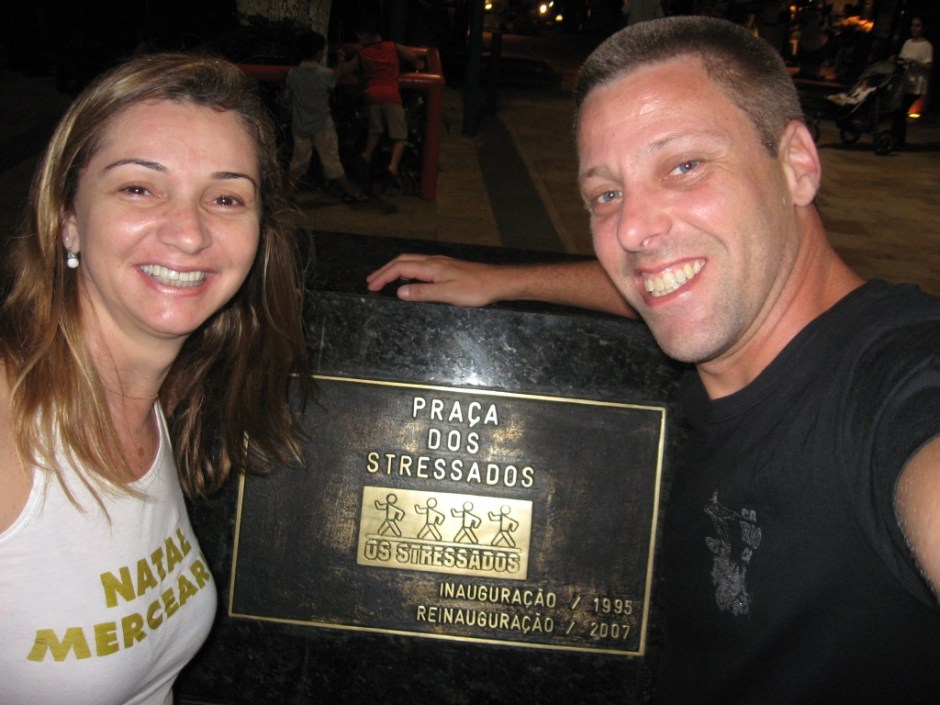 PRAÇA
DOS
STRESSADOS
OS STRESSADOS
INAUGURAÇÃO / 1995
REINAUGURAÇÃO / 2007
NATAL
MERCEAR